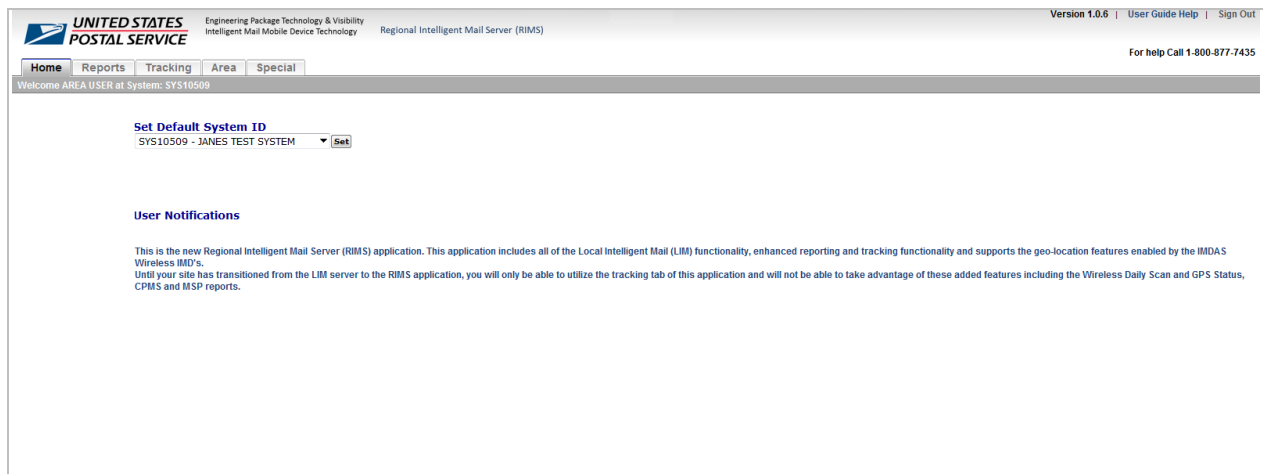 UNITED STATES
POSTAL SERVICE
Engineering Package Technology & Visibility
Intelligent Mail Mobile Device Technology
Regional Intelligent Mail Server (RIMS)
Version 1.0.6 | User Guide Help | Sign Out
For help Call 1-800-877-7435
Home Reports Tracking Area Special
Welcome AREA USER at System: SYS10509
Set Default System ID
SYS10509 - JANES TEST SYSTEM Set
User Notifications
This is the new Regional Intelligent Mail Server (RIMS) application. This application includes all of the Local Intelligent Mail (LIM) functionality, enhanced reporting and tracking functionality and supports the geo-location features enabled by the IMDAS
Wireless IMD's.
Until your site has transitioned from the LIM server to the RIMS application, you will only be able to utilize the tracking tab of this application and will not be able to take advantage of these added features including the Wireless Daily Scan and GPS Status,
CPMS and MSP reports.